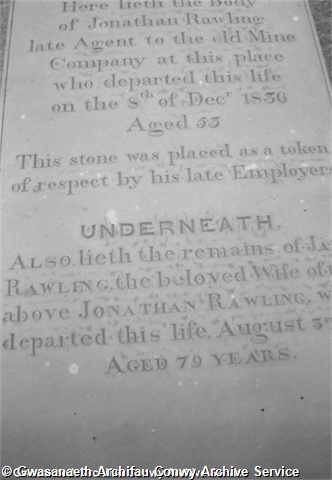 Here lieth the Body
of Jonathan Rawling
late Agent to the old Mine
Company at this place
who departed this life
on the 8th of Decr 1836
Aged 53
This stone was placed as a token
of respect by his late Employer
UNDERNEATH,
ALSO, lieth the remains of JA
RAWLING, the beloved Wife of
above JONATHAN RAWLING, w
departed this life, August 3
AGED 79 YEARS.
© Gwasanaeth Archifau Conwy Archive Service